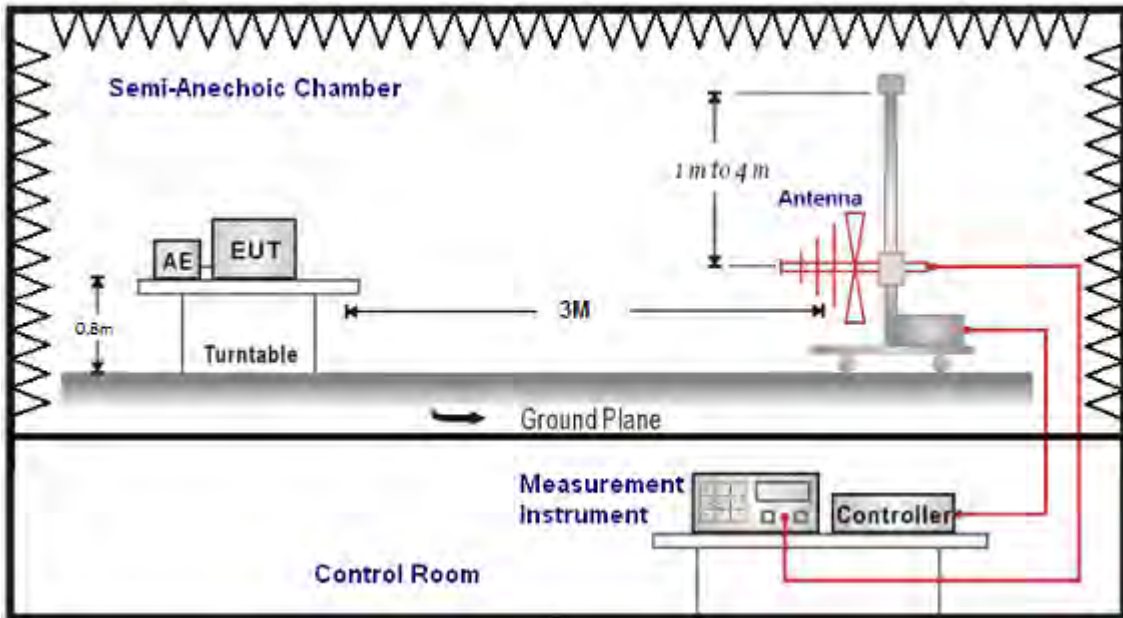 Semi-Anechoic Chamber
1 m to 4 m
Antenna
AE
EUT
3M
0.8m
Turntable
Ground Plane
Measurement
Instrument
Controller
Control Room